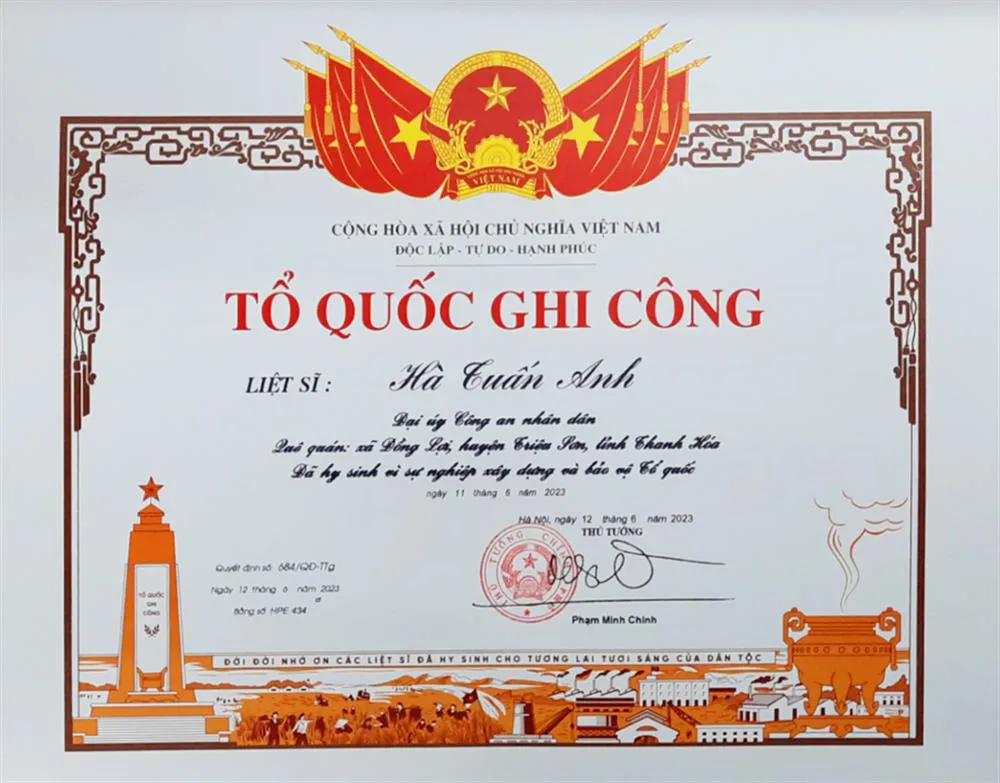 VIỆT NAM
CỘNG HÒA XÃ HỘI CHỦ NGHĨA VIỆT NAM
ĐỘC LẬP - TỰ DO - HẠNH PHÚC
TỔ QUỐC GHI CÔNG
LIỆT SĨ : Hà Tuấn Anh
Đại úy Công an nhân dân
Quê quán: xã Đồng Lợi, huyện Triệu Sơn, tỉnh Thanh Hóa
Đã hy sinh vì sự nghiệp xây dựng và bảo vệ Tổ quốc
ngày 11 tháng 6 năm 2023
Hà Nội, ngày 12 tháng 6 năm 2023
THỦ TƯỚNG
THỦ TƯỚNG CHÍNH PHỦ
Phạm Minh Chính
Quyết định số: 684/QĐ-TTg
Ngày 12 tháng 6 năm 2023
Bằng số HPE 434
TỔ QUỐC
GHI
CÔNG
ĐỜI ĐỜI NHỚ ƠN CÁC LIỆT SĨ ĐÃ HY SINH CHO TƯƠNG LAI TƯƠI SÁNG CỦA DÂN TỘC